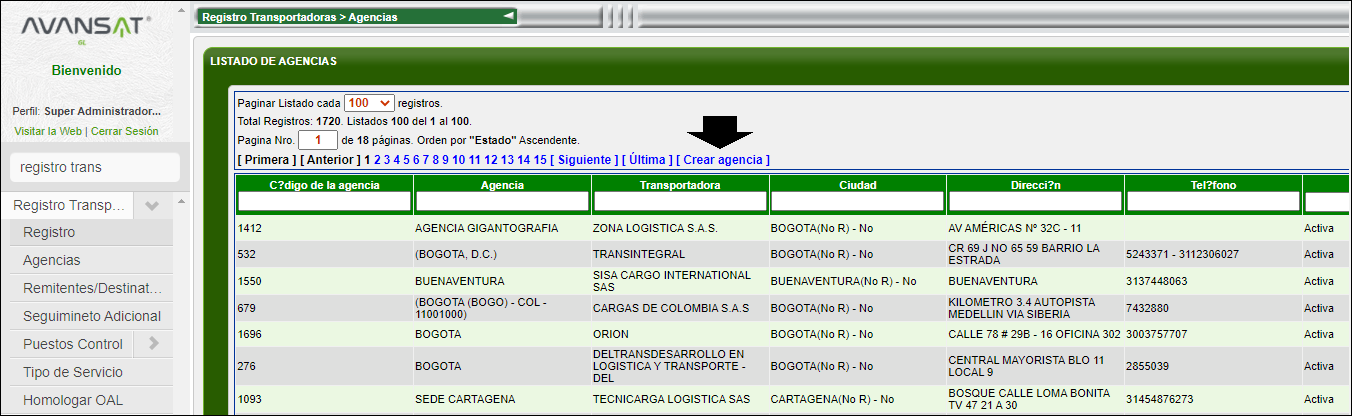 AVANSAT
GL
Bienvenido
Perfil: Super Administrador...
Visitar la Web | Cerrar Sesión
registro trans
Registro Transp...
Registro
Agencias
Remitentes/Destinat...
Seguimineto Adicional
Puestos Control
Tipo de Servicio
Homologar OAL
Registro Transportadoras > Agencias
LISTADO DE AGENCIAS
Paginar Listado cada 100 registros.
Total Registros: 1720. Listados 100 del 1 al 100.
Pagina Nro. 1 de 18 páginas. Orden por "Estado" Ascendente.
[ Primera ] [ Anterior ] 1 2 3 4 5 6 7 8 9 10 11 12 13 14 15 [ Siguiente ] [ Última ] [ Crear agencia ]
C?digo de la agencia Agencia Transportadora Ciudad Direcci?n Tel?fono
1412 AGENCIA GIGANTOGRAFIA ZONA LOGISTICA S.A.S. BOGOTA(No R) - No AV AMÉRICAS Nº 32C - 11 Activa
532 (BOGOTA, D.C.) TRANSINTEGRAL BOGOTA(No R) - No CR 69 J NO 65 59 BARRIO LA
ESTRADA 5243371 - 3112306027 Activa
1550 BUENAVENTURA SISA CARGO INTERNATIONAL
SAS BUENAVENTURA(No R) - No BUENAVENTURA 3137448063 Activa
679 (BOGOTA (BOGO) - COL -
11001000) CARGAS DE COLOMBIA S.A.S BOGOTA(No R) - No KILOMETRO 3.4 AUTOPISTA
MEDELLIN VIA SIBERIA 7432880 Activa
1696 BOGOTA ORION BOGOTA(No R) - No CALLE 78 # 29B - 16 OFICINA 302 3003757707 Activa
276 BOGOTA DELTRANSDESARROLLO EN
LOGISTICA Y TRANSPORTE -
DEL BOGOTA(No R) - No CENTRAL MAYORISTA BLO 11
LOCAL 9 2855039 Activa
1093 SEDE CARTAGENA TECNICARGA LOGISTICA SAS CARTAGENA(No R) - No BOSQUE CALLE LOMA BONITA
TV 47 21 A 30 31454876273 Activa